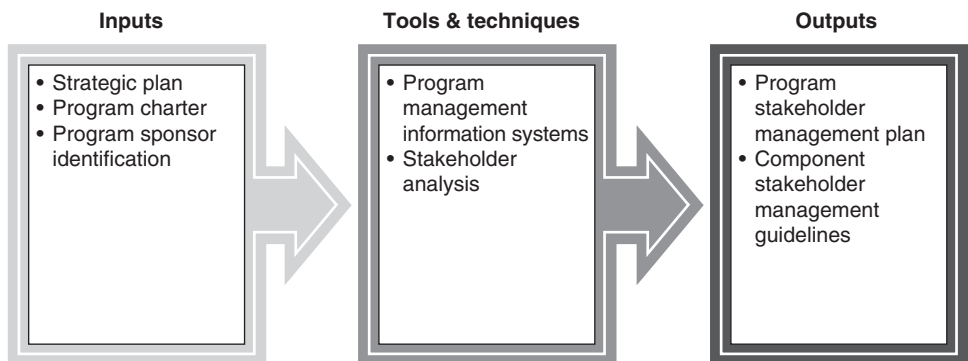 Inputs
• Strategic plan
• Program charter
• Program sponsor
identification
Tools & techniques
• Program
management
information systems
• Stakeholder
analysis
Outputs
• Program
stakeholder
management plan
• Component
stakeholder
management
guidelines